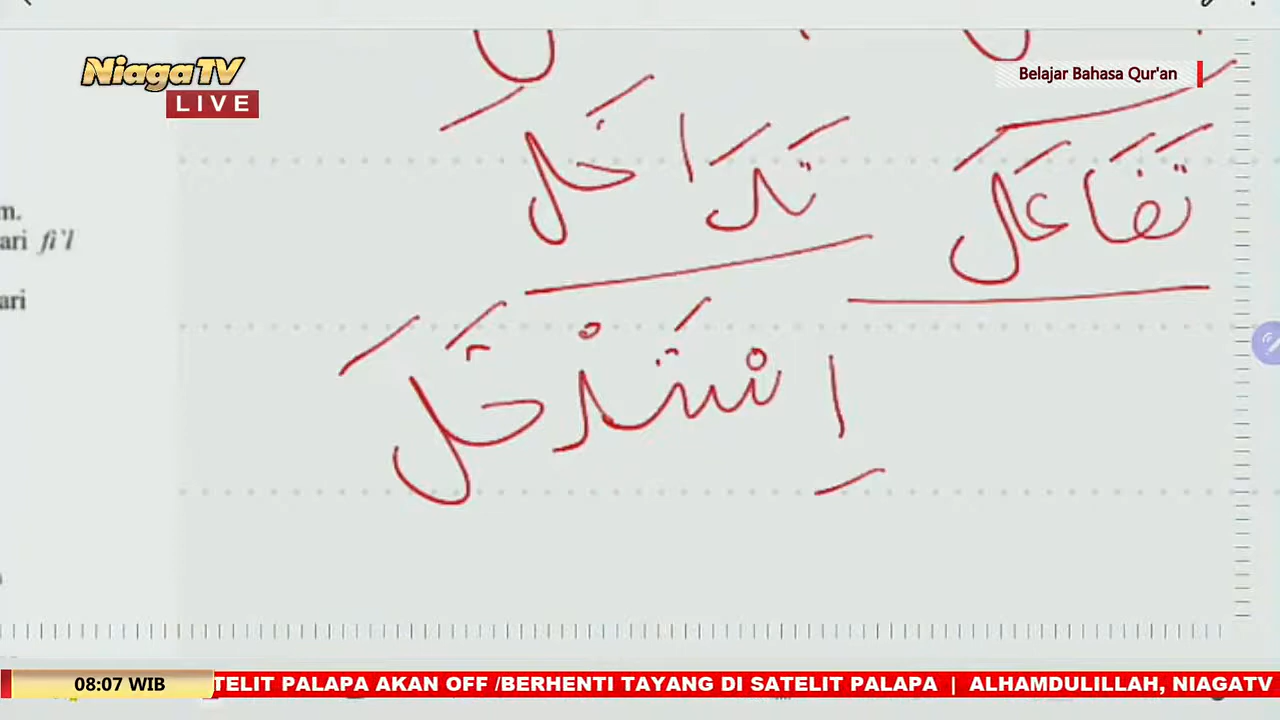 NiagaTV
LIVE
Belajar Bahasa Qur'an
تَفَاعَلَ تَدَاخَلَ
m.
ari fi`l
ari
اِسْتَدْخَلَ
08:07 WIB
TELIT PALAPA AKAN OFF /BERHENTI TAYANG DI SATELIT PALAPA | ALHAMDULILLAH, NIAGATV